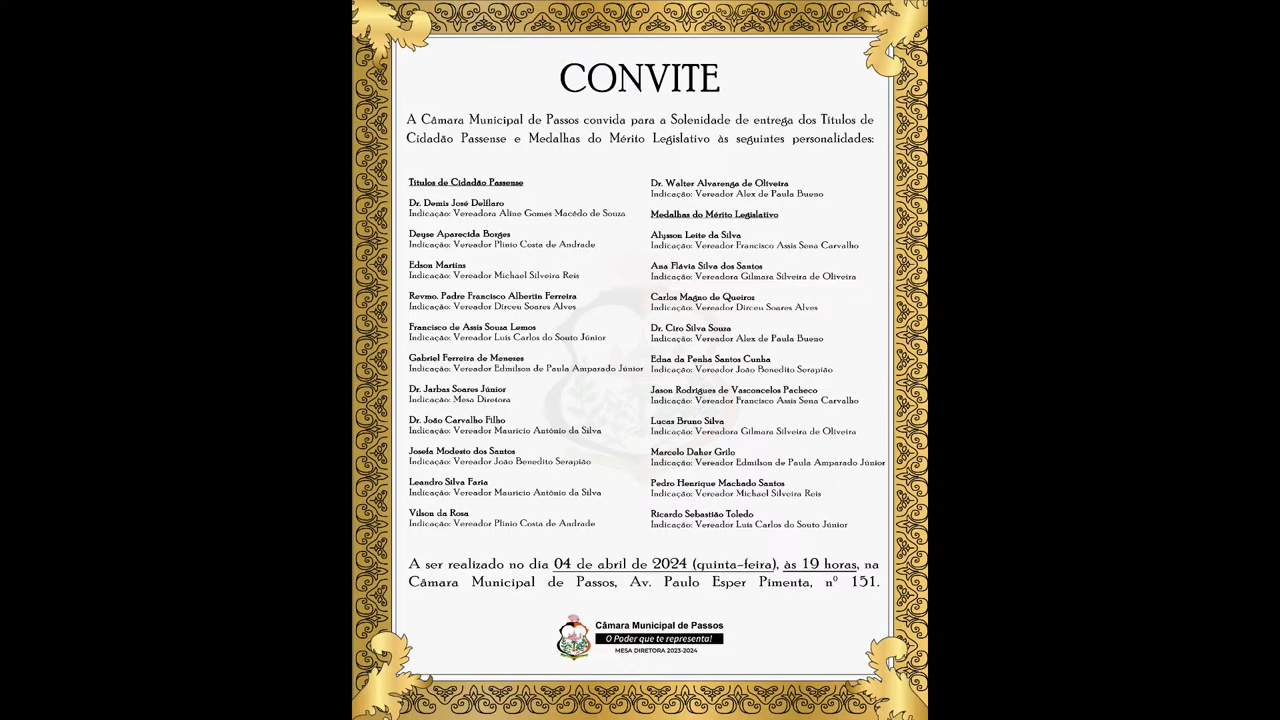 CONVITE
A Câmara Municipal de Passos convida para a Solenidade de entrega dos Títulos de
Cidadão Passense e Medalhas do Mérito Legislativo às seguintes personalidades:
Títulos de Cidadão Passense
Dr. Demis José Delfraro
Indicação: Vereadora Aline Gomes Macêdo de Souza
Deyse Aparecida Borges
Indicação: Vereador Plínio Costa de Andrade
Edson Martins
Indicação: Vereador Michael Silveira Reis
Revmo. Padre Francisco Albertin Ferreira
Indicação: Vereador Dirceu Soares Alves
Francisco de Assis Souza Lemos
Indicação: Vereador Luis Carlos do Souto Júnior
Gabriel Ferreira de Menezes
Indicação: Vereador Edmilson de Paula Amparado Júnior
Dr. Jarbas Soares Júnior
Indicação: Mesa Diretora
Dr. João Carvalho Filho
Indicação: Vereador Maurício Antônio da Silva
Josefa Modesto dos Santos
Indicação: Vereador João Benedito Serapião
Leandro Silva Faria
Indicação: Vereador Maurício Antônio da Silva
Vilson da Rosa
Indicação: Vereador Plínio Costa de Andrade
Dr. Walter Alvarenga de Oliveira
Indicação: Vereador Alex de Paula Bueno
Medalhas do Mérito Legislativo
Alysson Leite da Silva
Indicação: Vereador Francisco Assis Sena Carvalho
Ana Flávia Silva dos Santos
Indicação: Vereadora Gilmara Silveira de Oliveira
Carlos Magno de Queiroz
Indicação: Vereador Dirceu Soares Alves
Dr. Ciro Silva Souza
Indicação: Vereador Alex de Paula Bueno
Edna da Penha Santos Cunha
Indicação: Vereador João Benedito Serapião
Jason Rodrigues de Vasconcelos Pacheco
Indicação: Vereador Francisco Assis Sena Carvalho
Lucas Bruno Silva
Indicação: Vereadora Gilmara Silveira de Oliveira
Marcelo Daher Grilo
Indicação: Vereador Edmilson de Paula Amparado Júnior
Pedro Henrique Machado Santos
Indicação: Vereador Michael Silveira Reis
Ricardo Sebastião Toledo
Indicação: Vereador Luis Carlos do Souto Júnior
A ser realizado no dia 04 de abril de 2024 (quinta-feira), às 19 horas, na
Câmara Municipal de Passos, Av. Paulo Esper Pimenta, nº 151.
Câmara Municipal de Passos
O Poder que te representa!
MESA DIRETORA 2023-2024